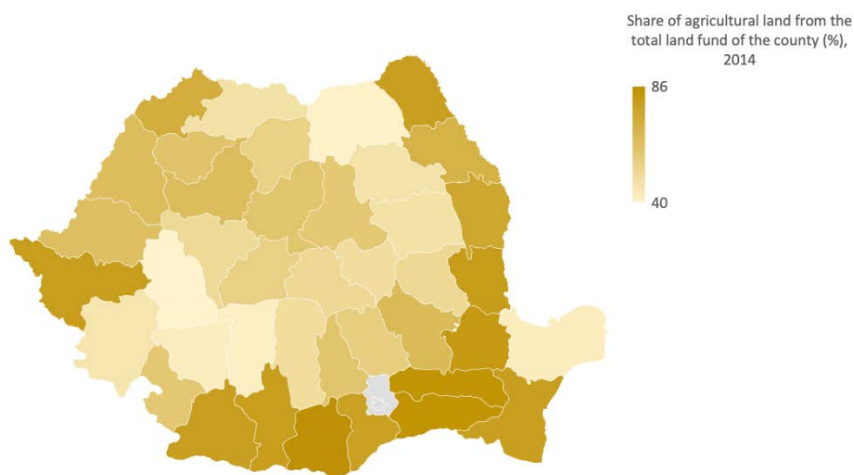 Share of agricultural land from the
total land fund of the county (%),
2014
86
40